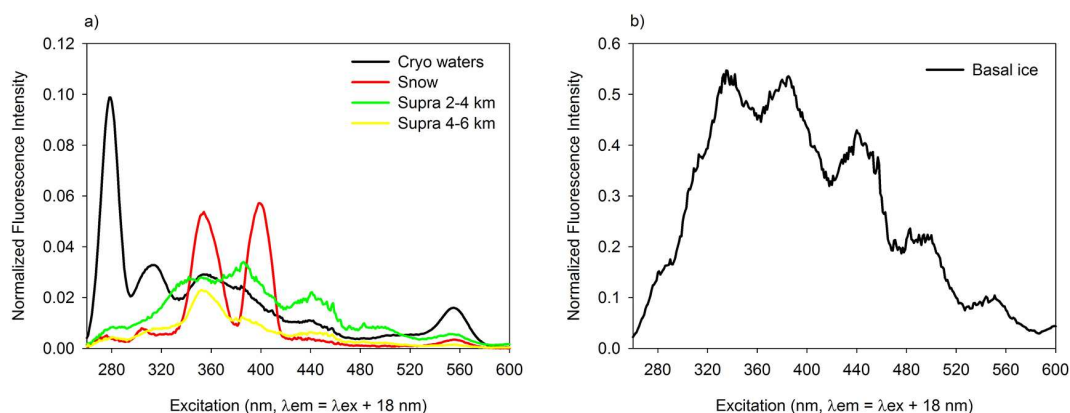 a)
0.12
0.10
0.08
0.06
0.04
0.02
0.00
Normalized Fluorescence Intensity
Cryo waters
Snow
Supra 2-4 km
Supra 4-6 km
280 320 360 400 440 480 520 560 600
Excitation (nm, λem = λex + 18 nm)
b)
0.6
0.5
0.4
0.3
0.2
0.1
0.0
Normalized Fluorescence Intensity
Basal ice
280 320 360 400 440 480 520 560 600
Excitation (nm, λem = λex + 18 nm)